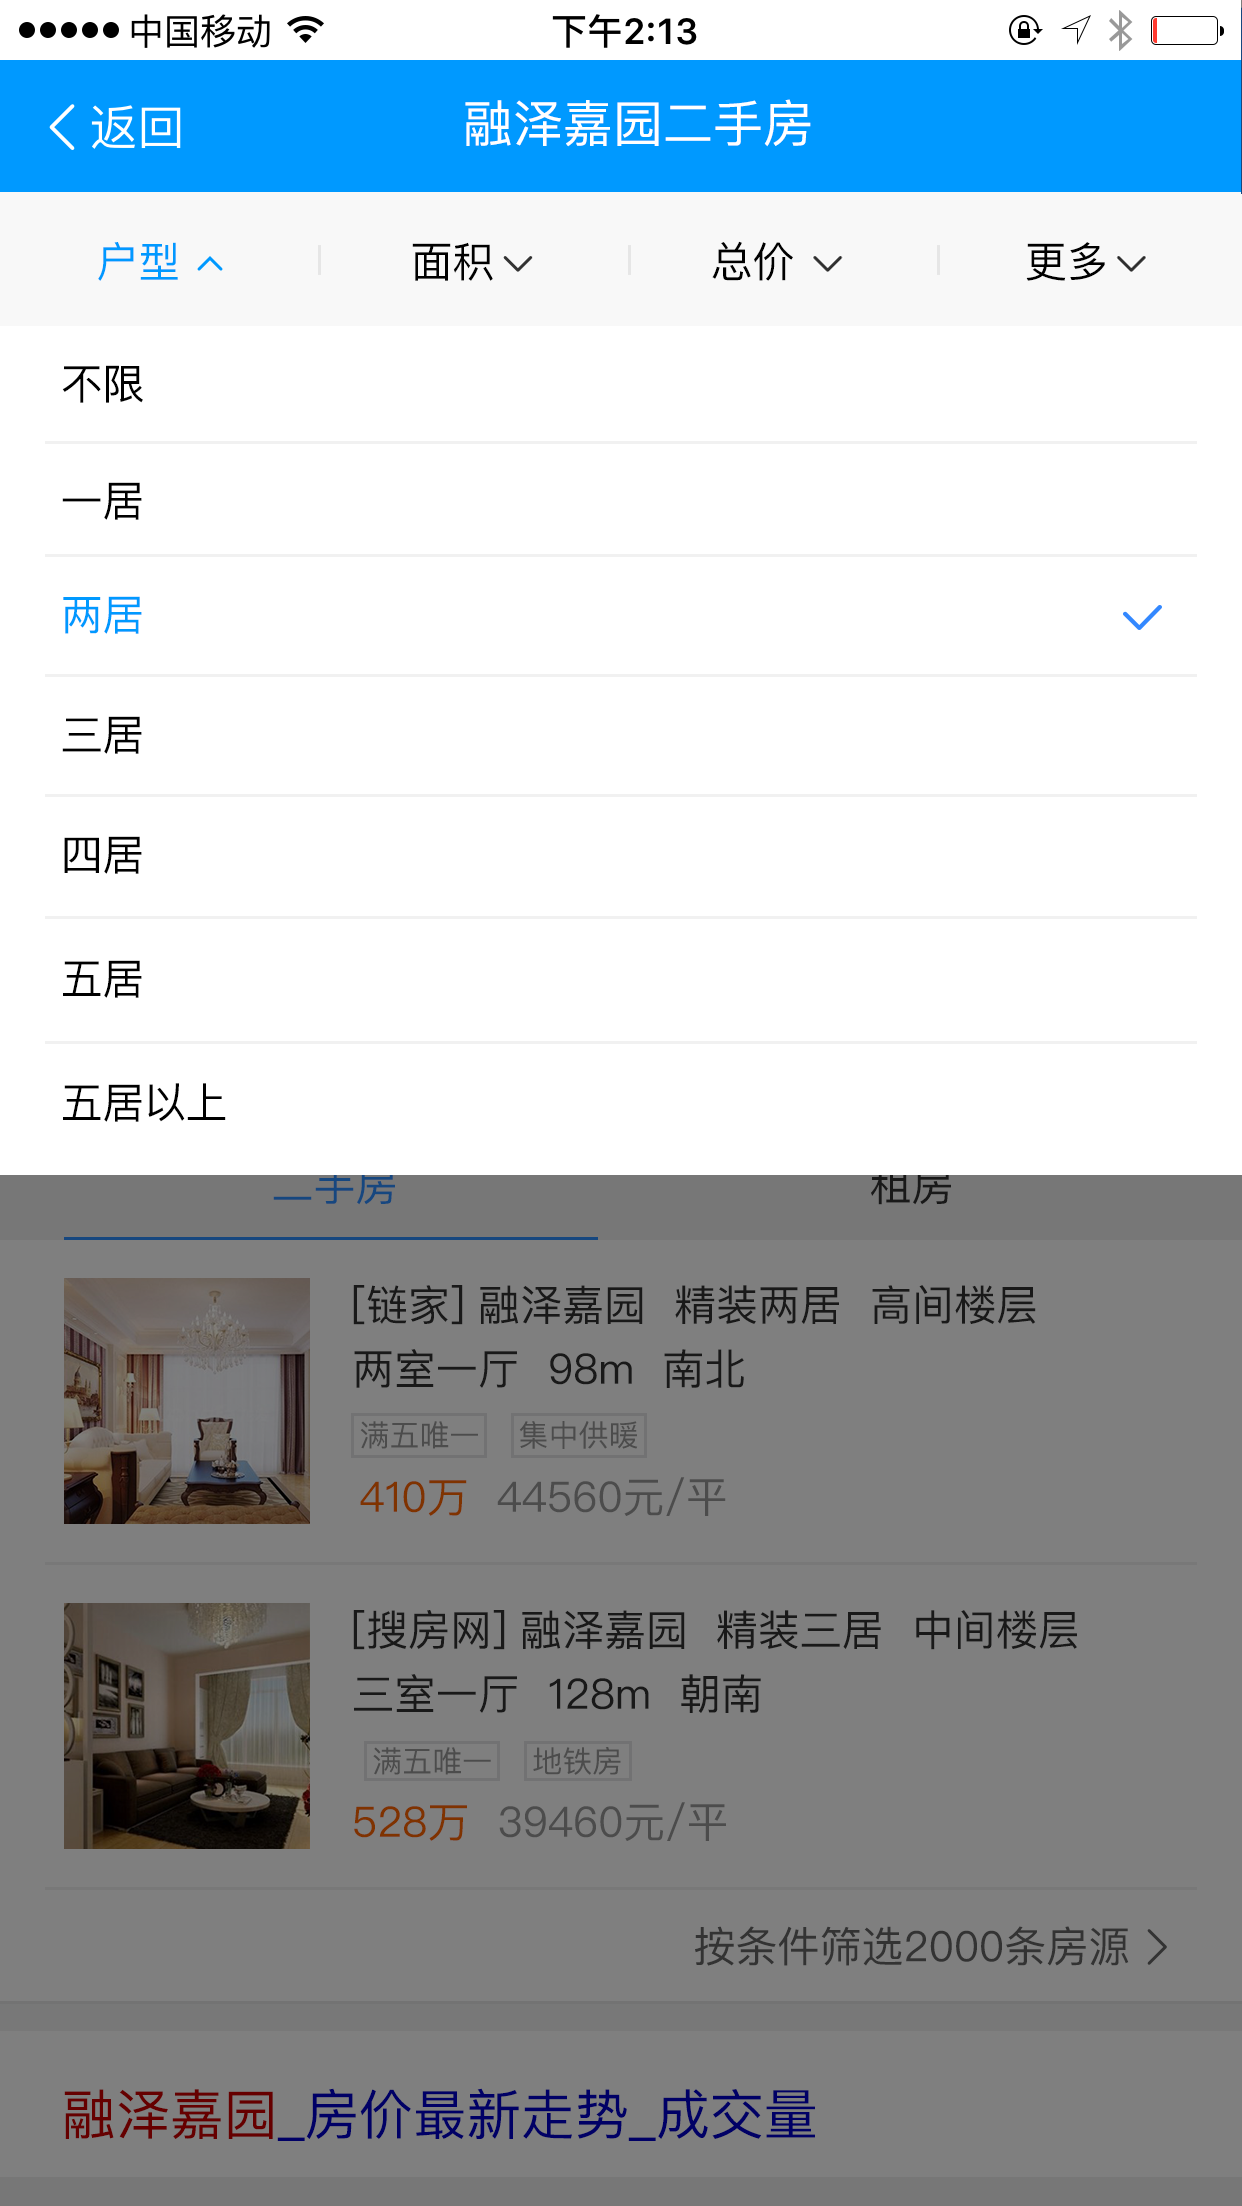 中国移动 下午2:13
返回 融泽嘉园二手房
户型 面积 总价 更多
不限
一居
两居
三居
四居
五居
五居以上
二手房 租房
[链家] 融泽嘉园 精装两居 高间楼层
两室一厅 98m 南北
满五唯一 集中供暖
410万 44560元/平
[搜房网] 融泽嘉园 精装三居 中间楼层
三室一厅 128m 朝南
满五唯一 地铁房
528万 39460元/平
按条件筛选2000条房源
融泽嘉园_房价最新走势_成交量